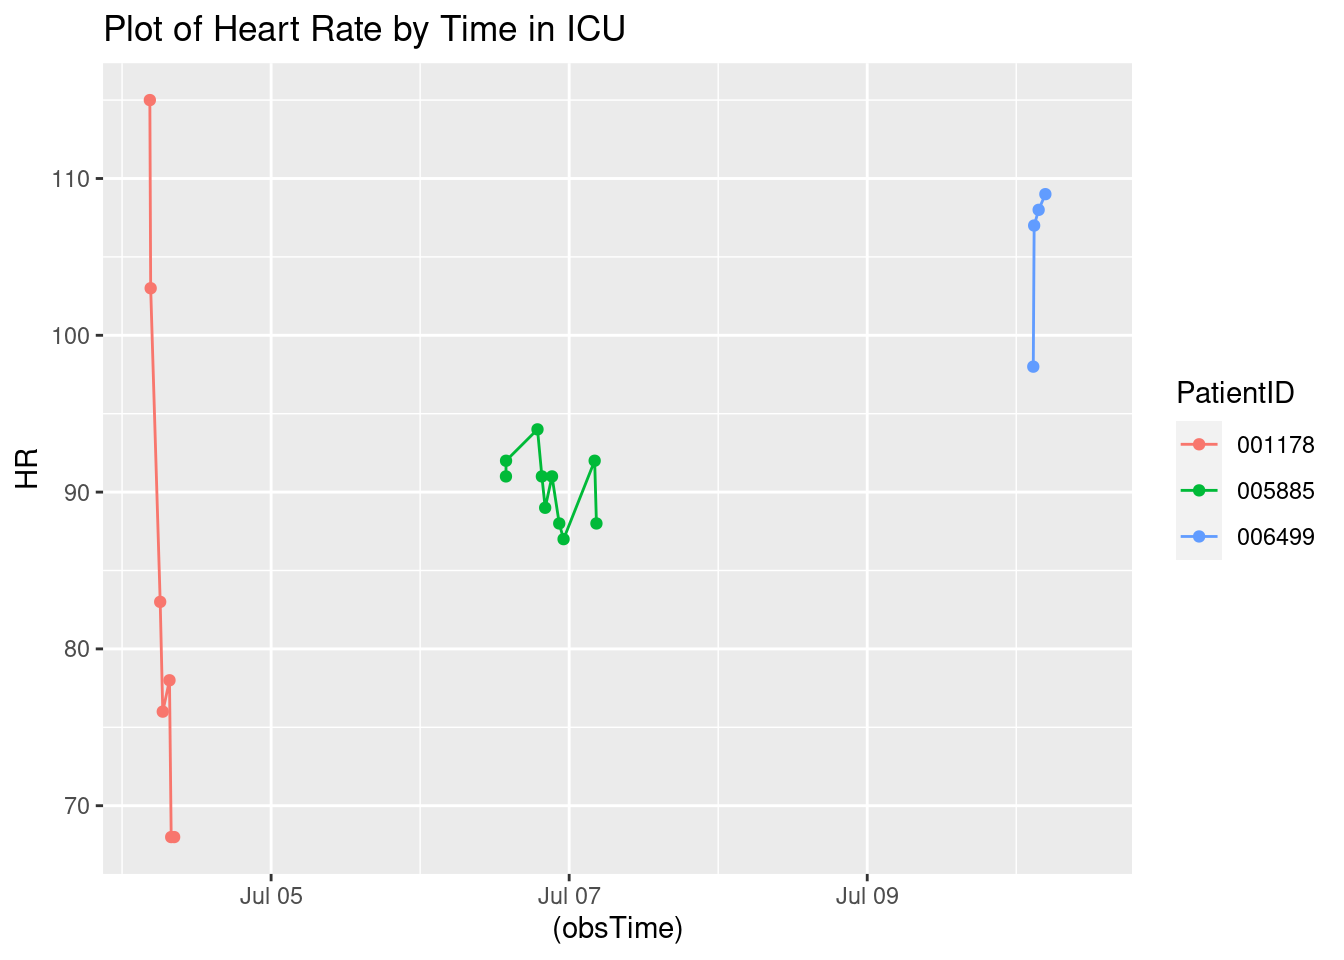 Plot of Heart Rate by Time in ICU
HR
110
100
90
80
70
Jul 05
Jul 07
Jul 09
(obsTime)
PatientID
001178
005885
006499